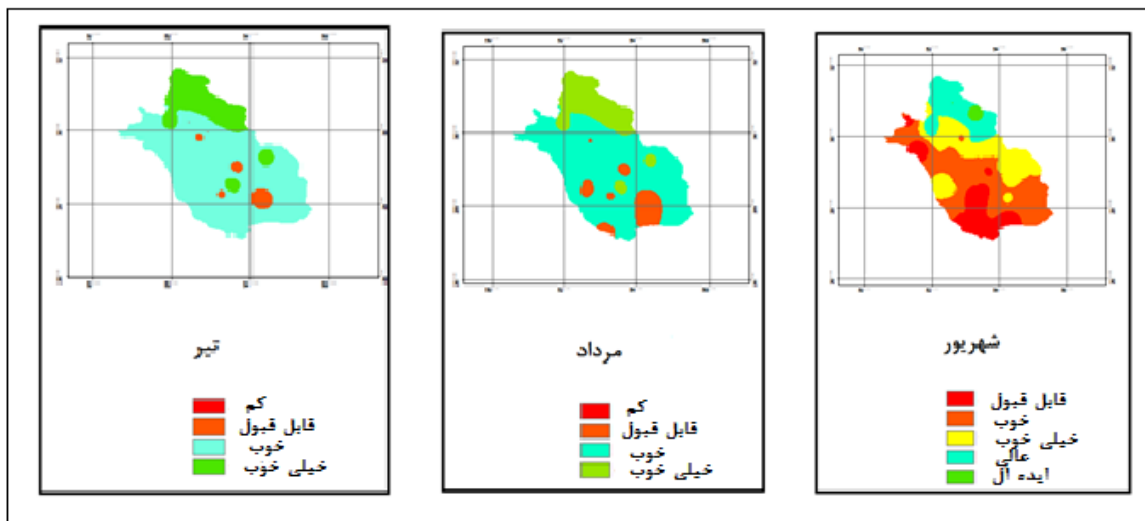 تیر
کم
قابل قبول
خوب
خیلی خوب
مرداد
کم
قابل قبول
خوب
خیلی خوب
شهریور
قابل قبول
خوب
خیلی خوب
عالی
ایده ال